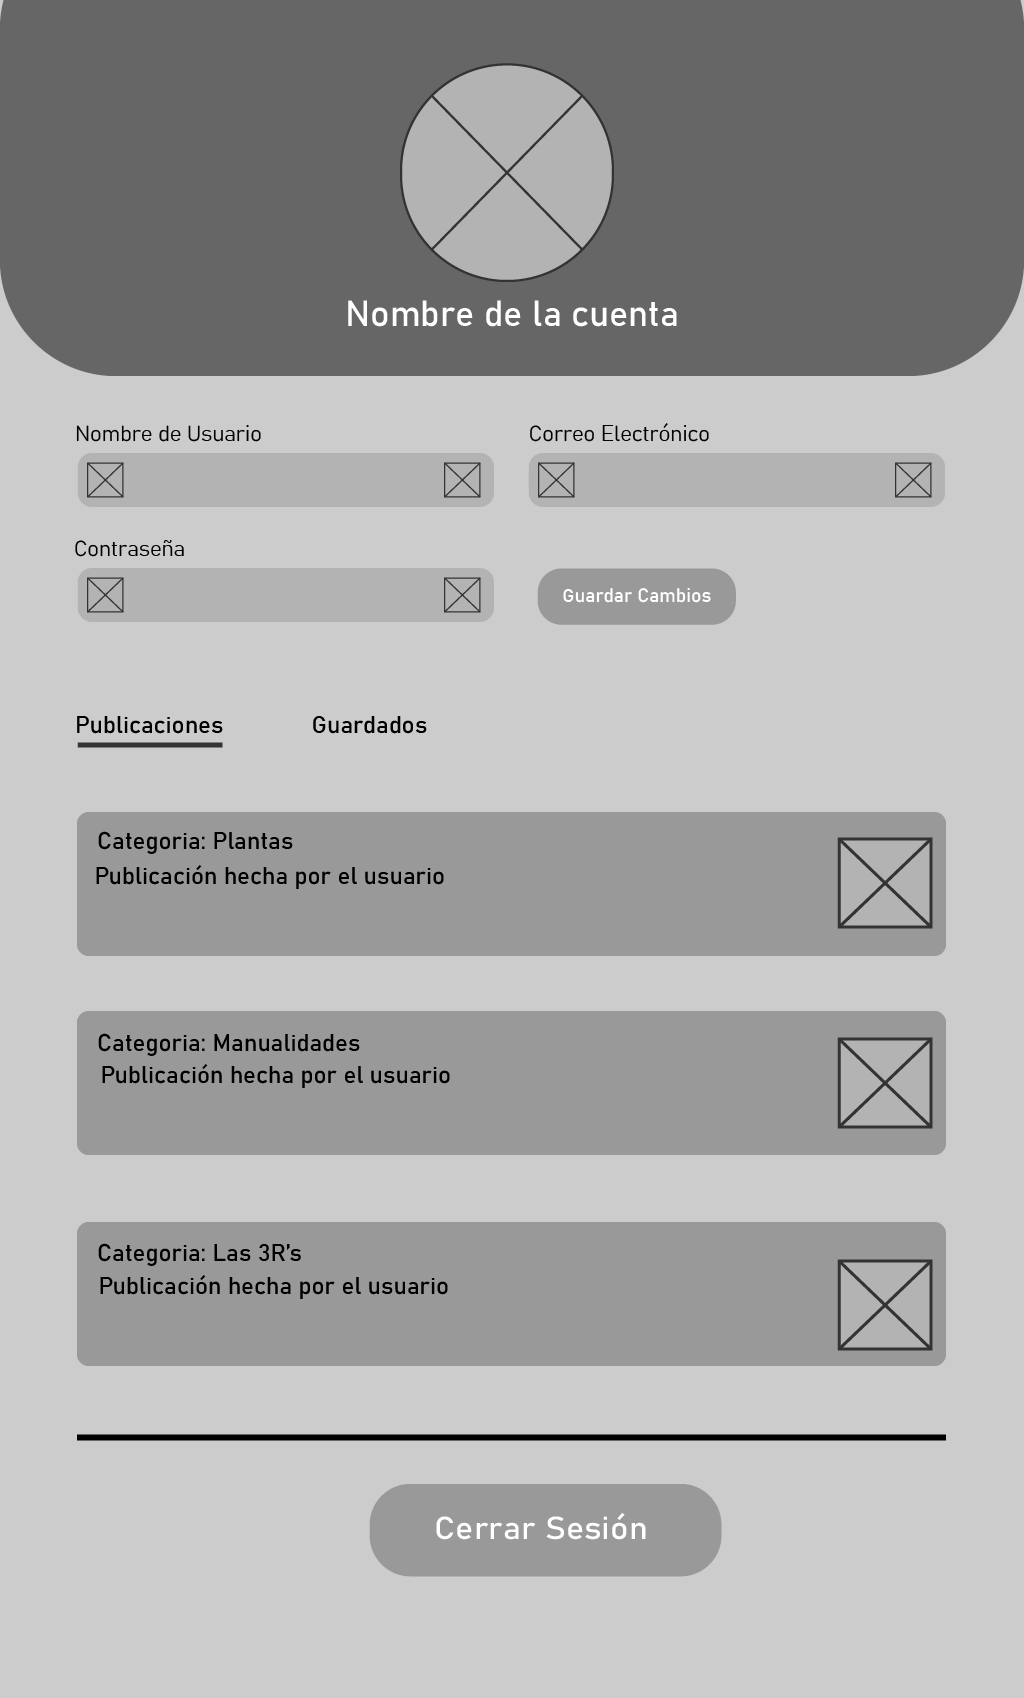 Nombre de la cuenta
Nombre de Usuario
Correo Electrónico
Contraseña
Guardar Cambios
Publicaciones
Guardados
Categoria: Plantas
Publicación hecha por el usuario
Categoria: Manualidades
Publicación hecha por el usuario
Categoria: Las 3R's
Publicación hecha por el usuario
Cerrar Sesión